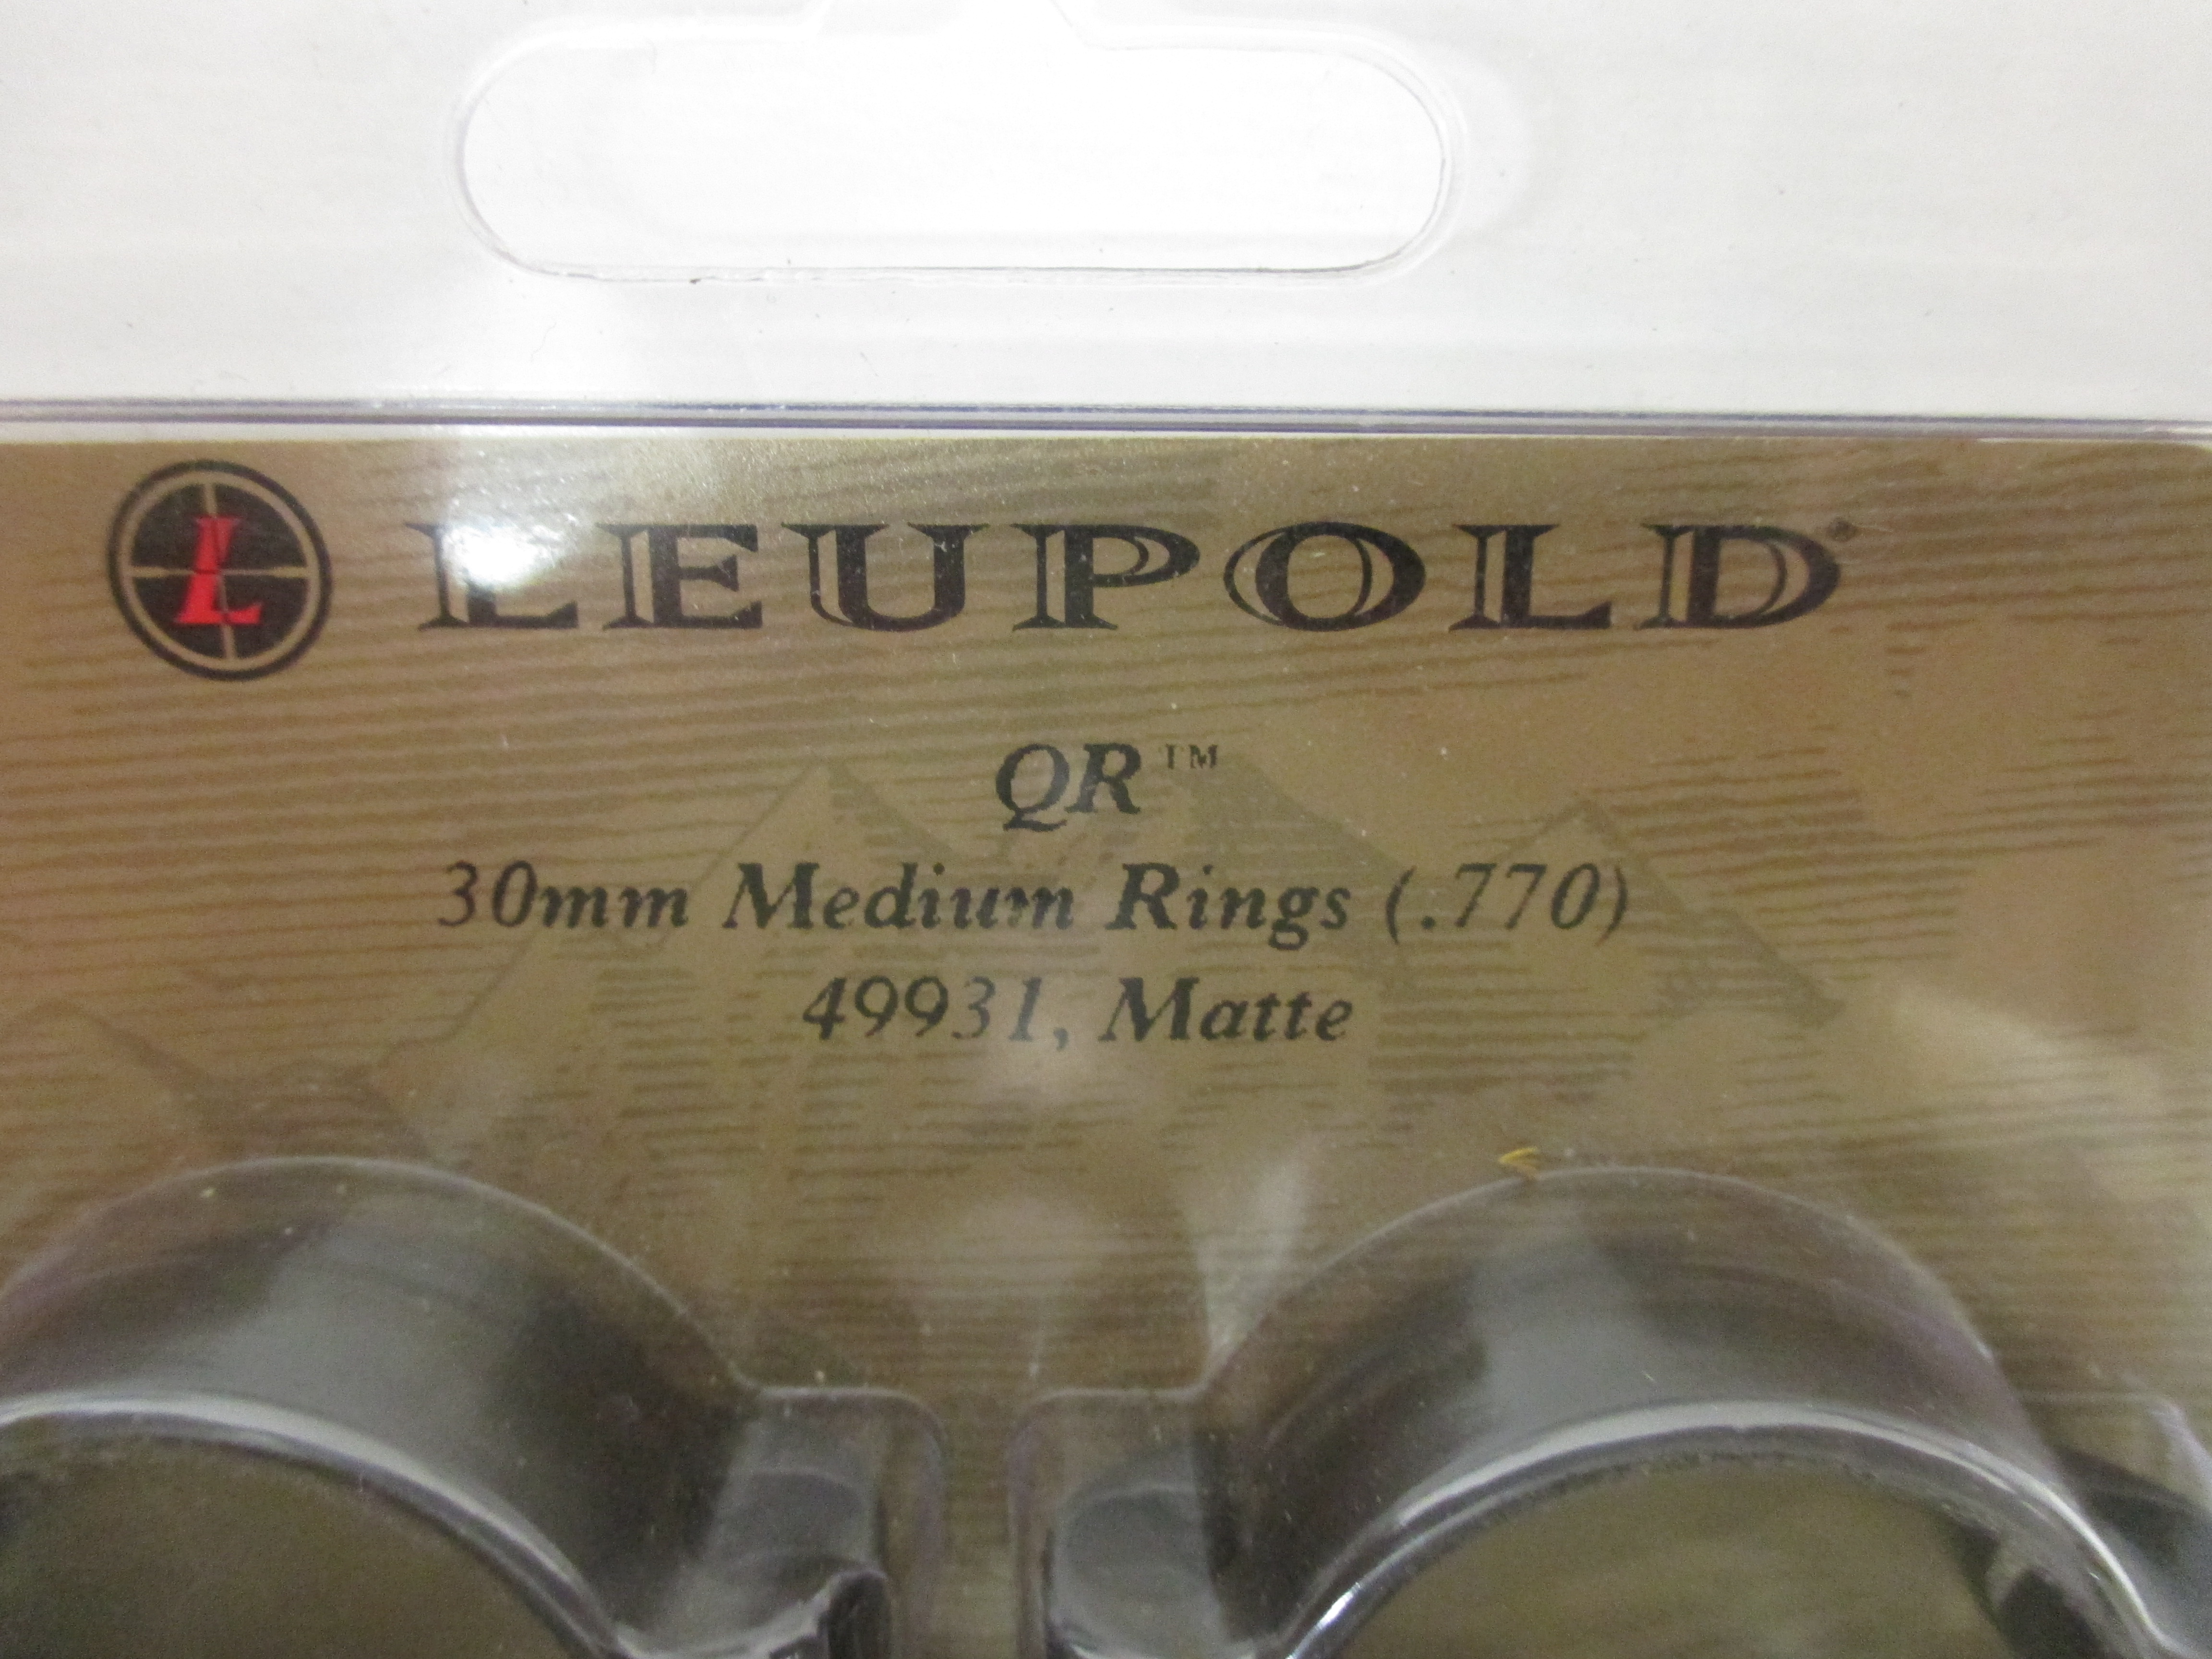 L LEUPOLD®
QR™
30mm Medium Rings (.770)
49931, Matte